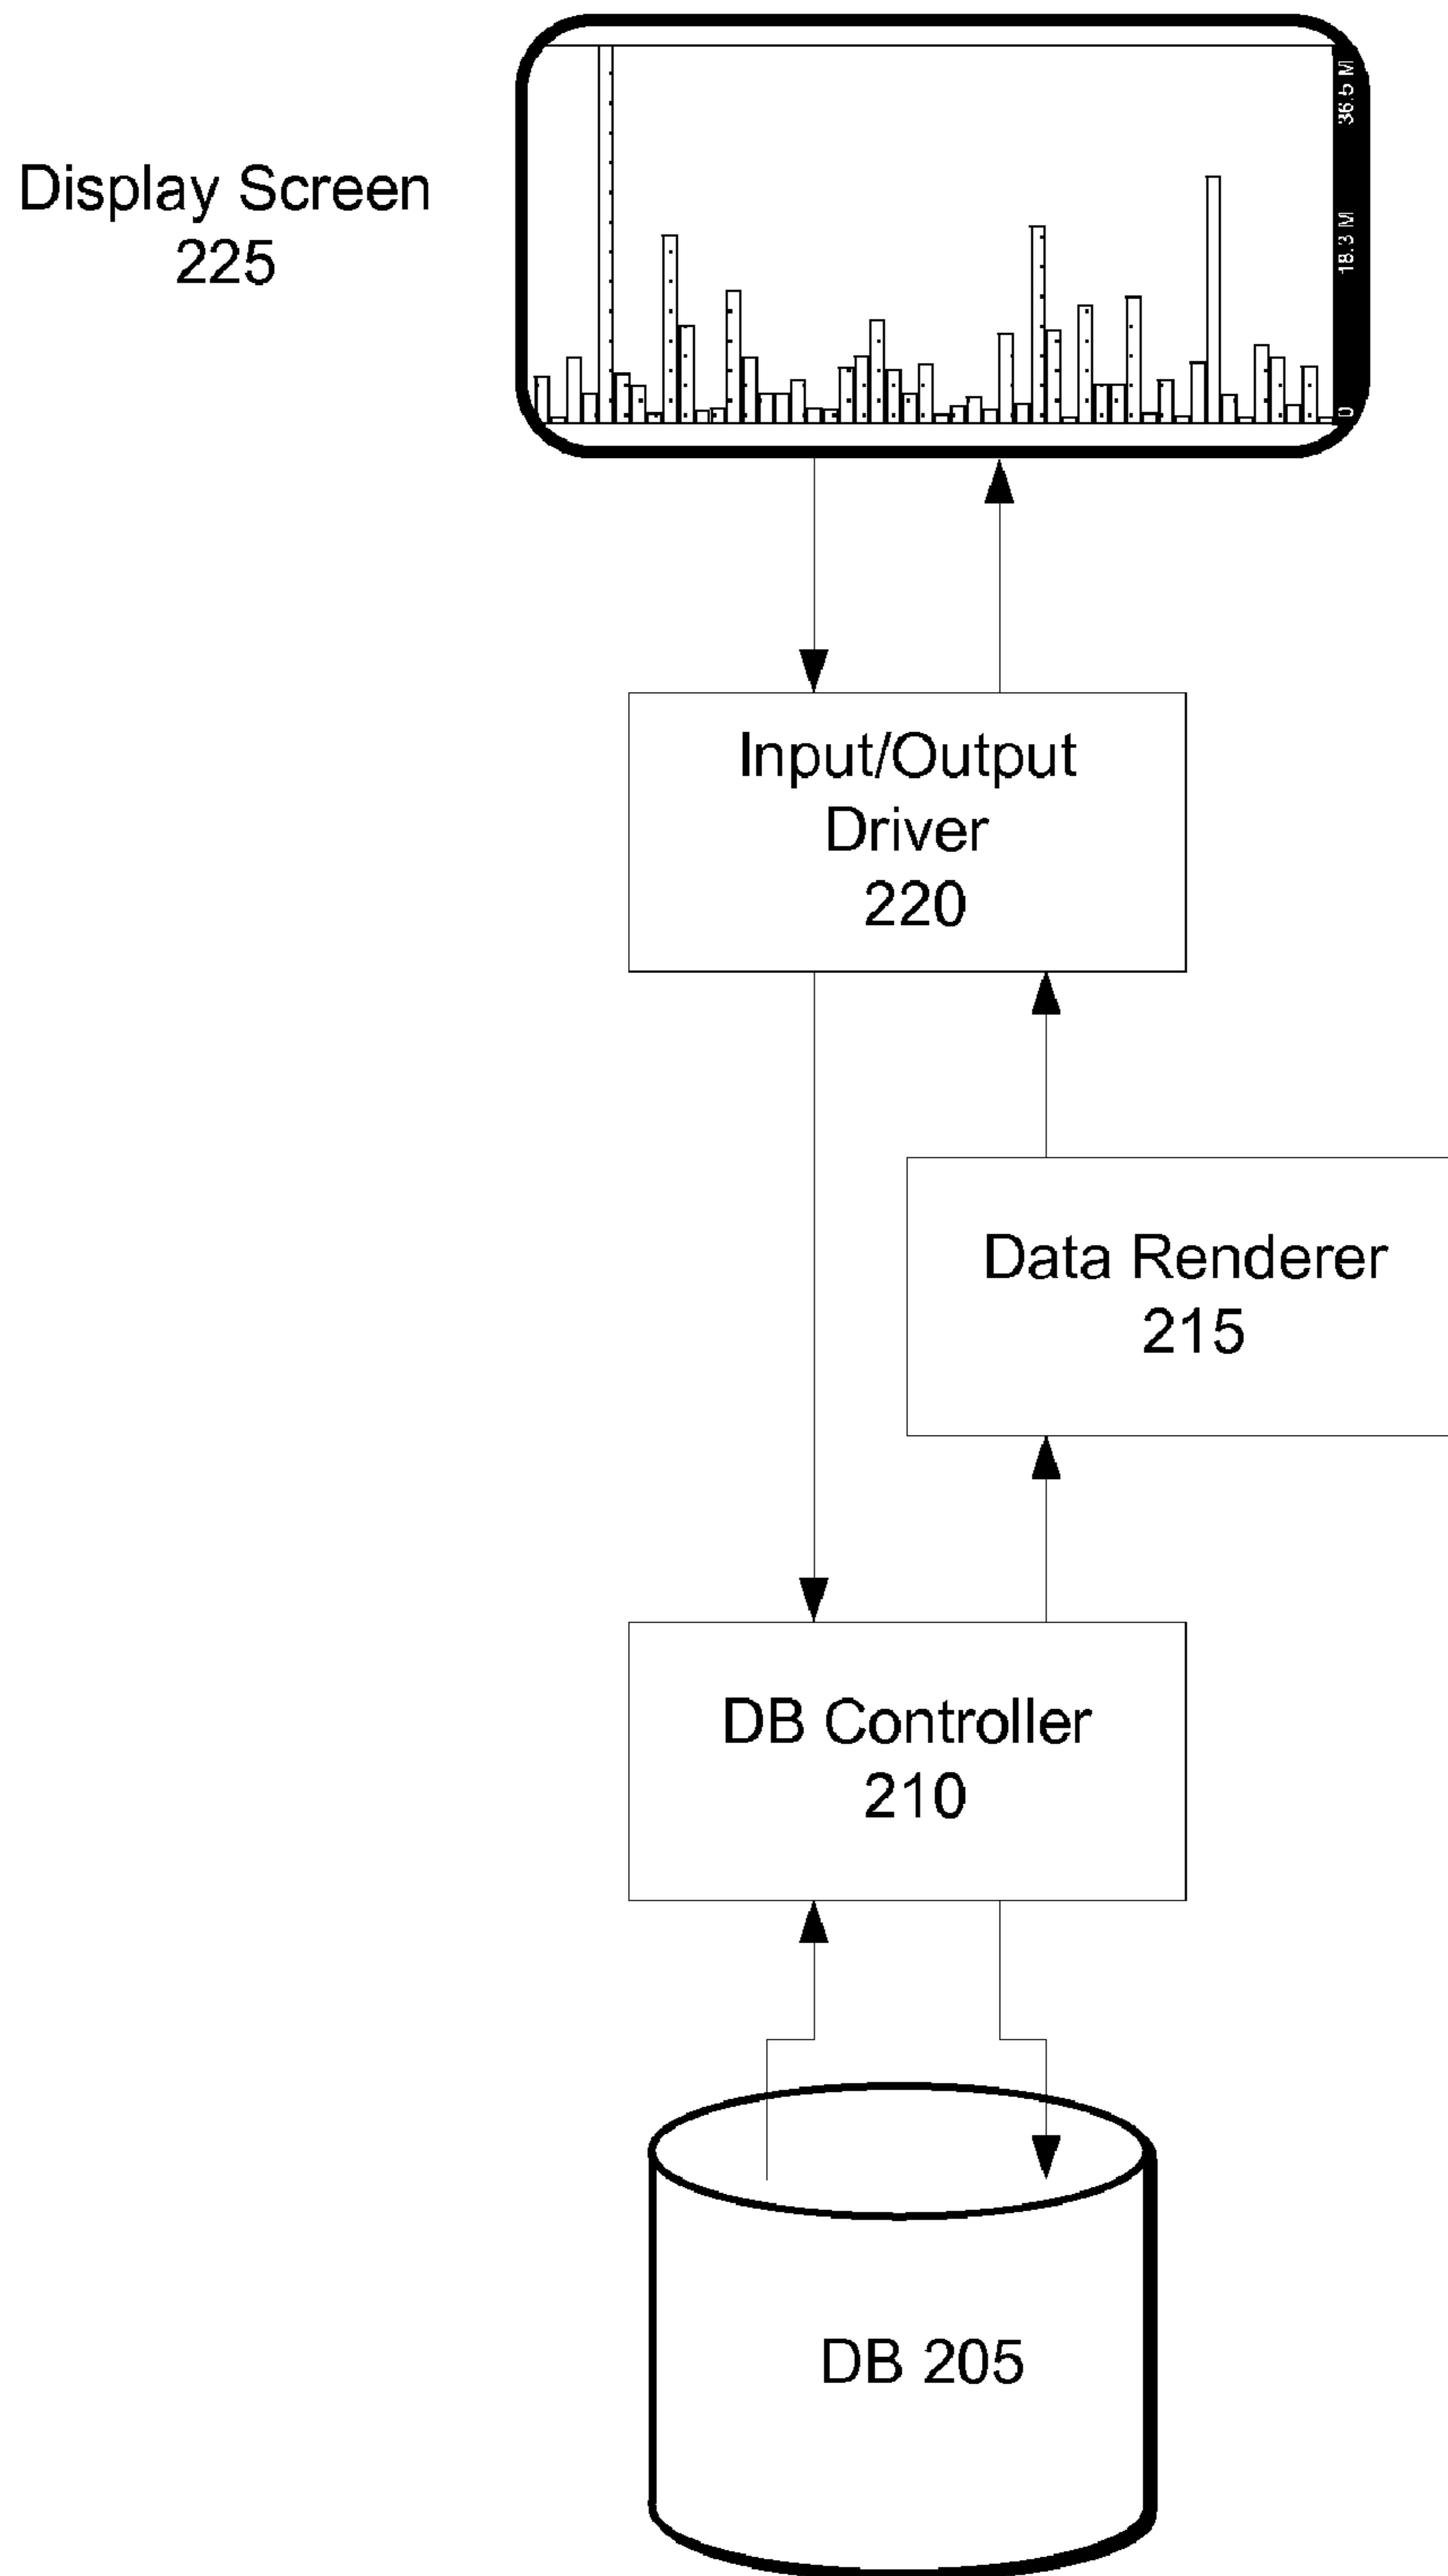 Display Screen
225
36.5 M
18.3 M
0
Input/Output
Driver
220
Data Renderer
215
DB Controller
210
DB 205